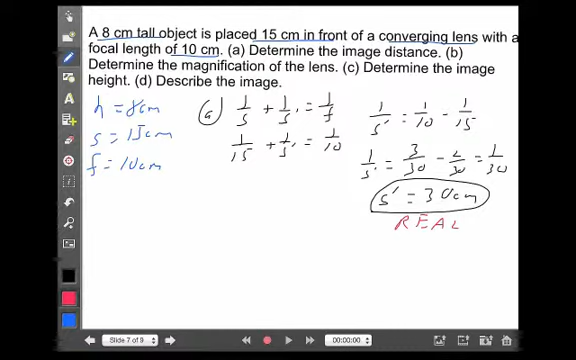 A 8 cm tall object is placed 15 cm in front of a converging lens with a
focal length of 10 cm. (a) Determine the image distance. (b)
Determine the magnification of the lens. (c) Determine the image
height. (d) Describe the image.
h = 8cm
s = 15cm
f = 10cm
(a) 1/s + 1/s' = 1/f
1/15 + 1/s' = 1/10
1/s' = 1/10 - 1/15
1/s' = 3/30 - 2/30 = 1/30
s' = 30cm
REAL
Slide 7 of 9
00:00:00